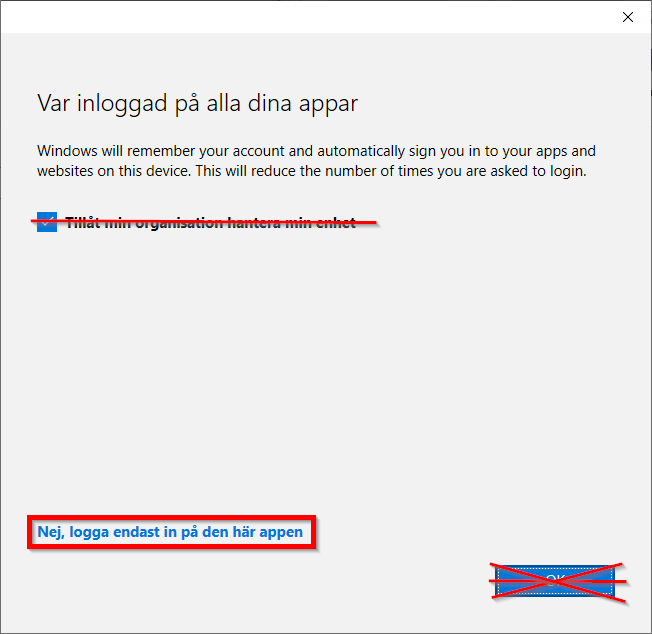 Var inloggad på alla dina appar
Windows will remember your account and automatically sign you in to your apps and
websites on this device. This will reduce the number of times you are asked to login.
Tillåt min organisation hantera min enhet
Nej, logga endast in på den här appen
OK